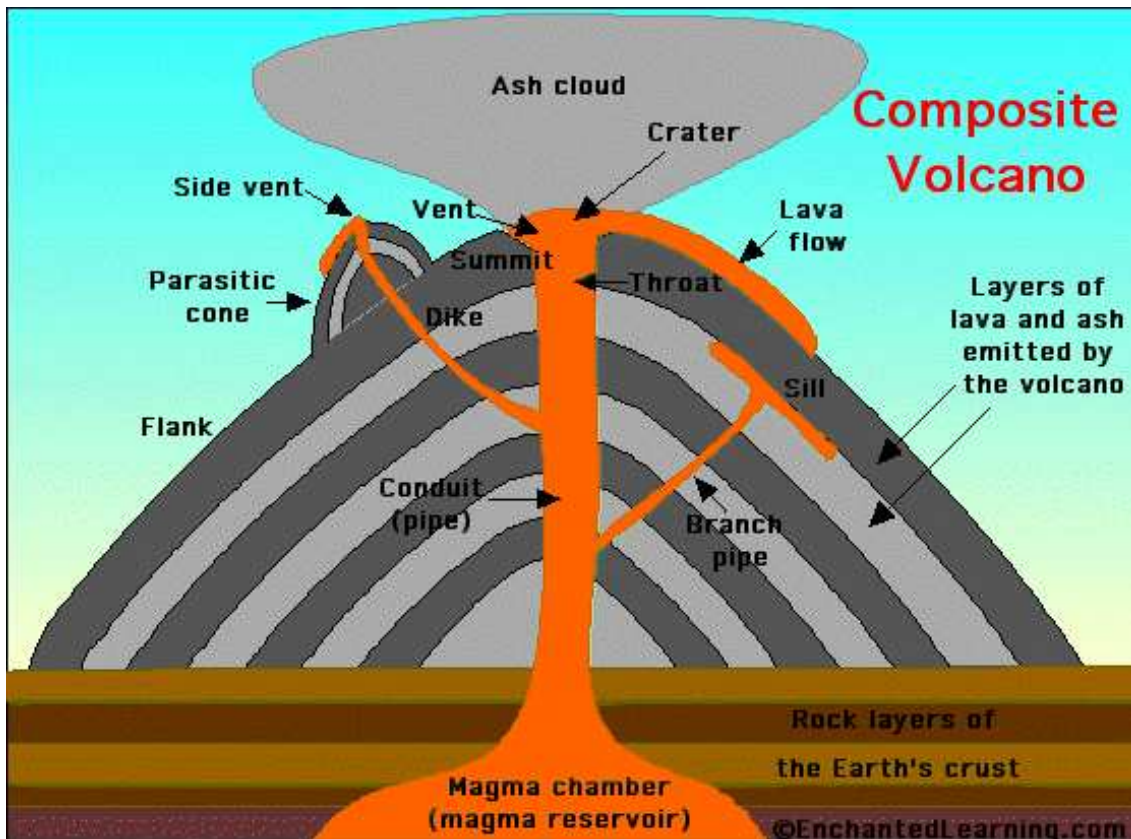 Ash cloud
Composite
Volcano
Crater
Side vent
Vent
Lava
flow
Summit
Throat
Parasitic
cone
Dike
Layers of
lava and ash
emitted by
the volcano
Sill
Flank
Conduit
(pipe)
Branch
pipe
Rock layers of
the Earth's crust
Magma chamber
(magma reservoir)
©EnchantedLearning.com